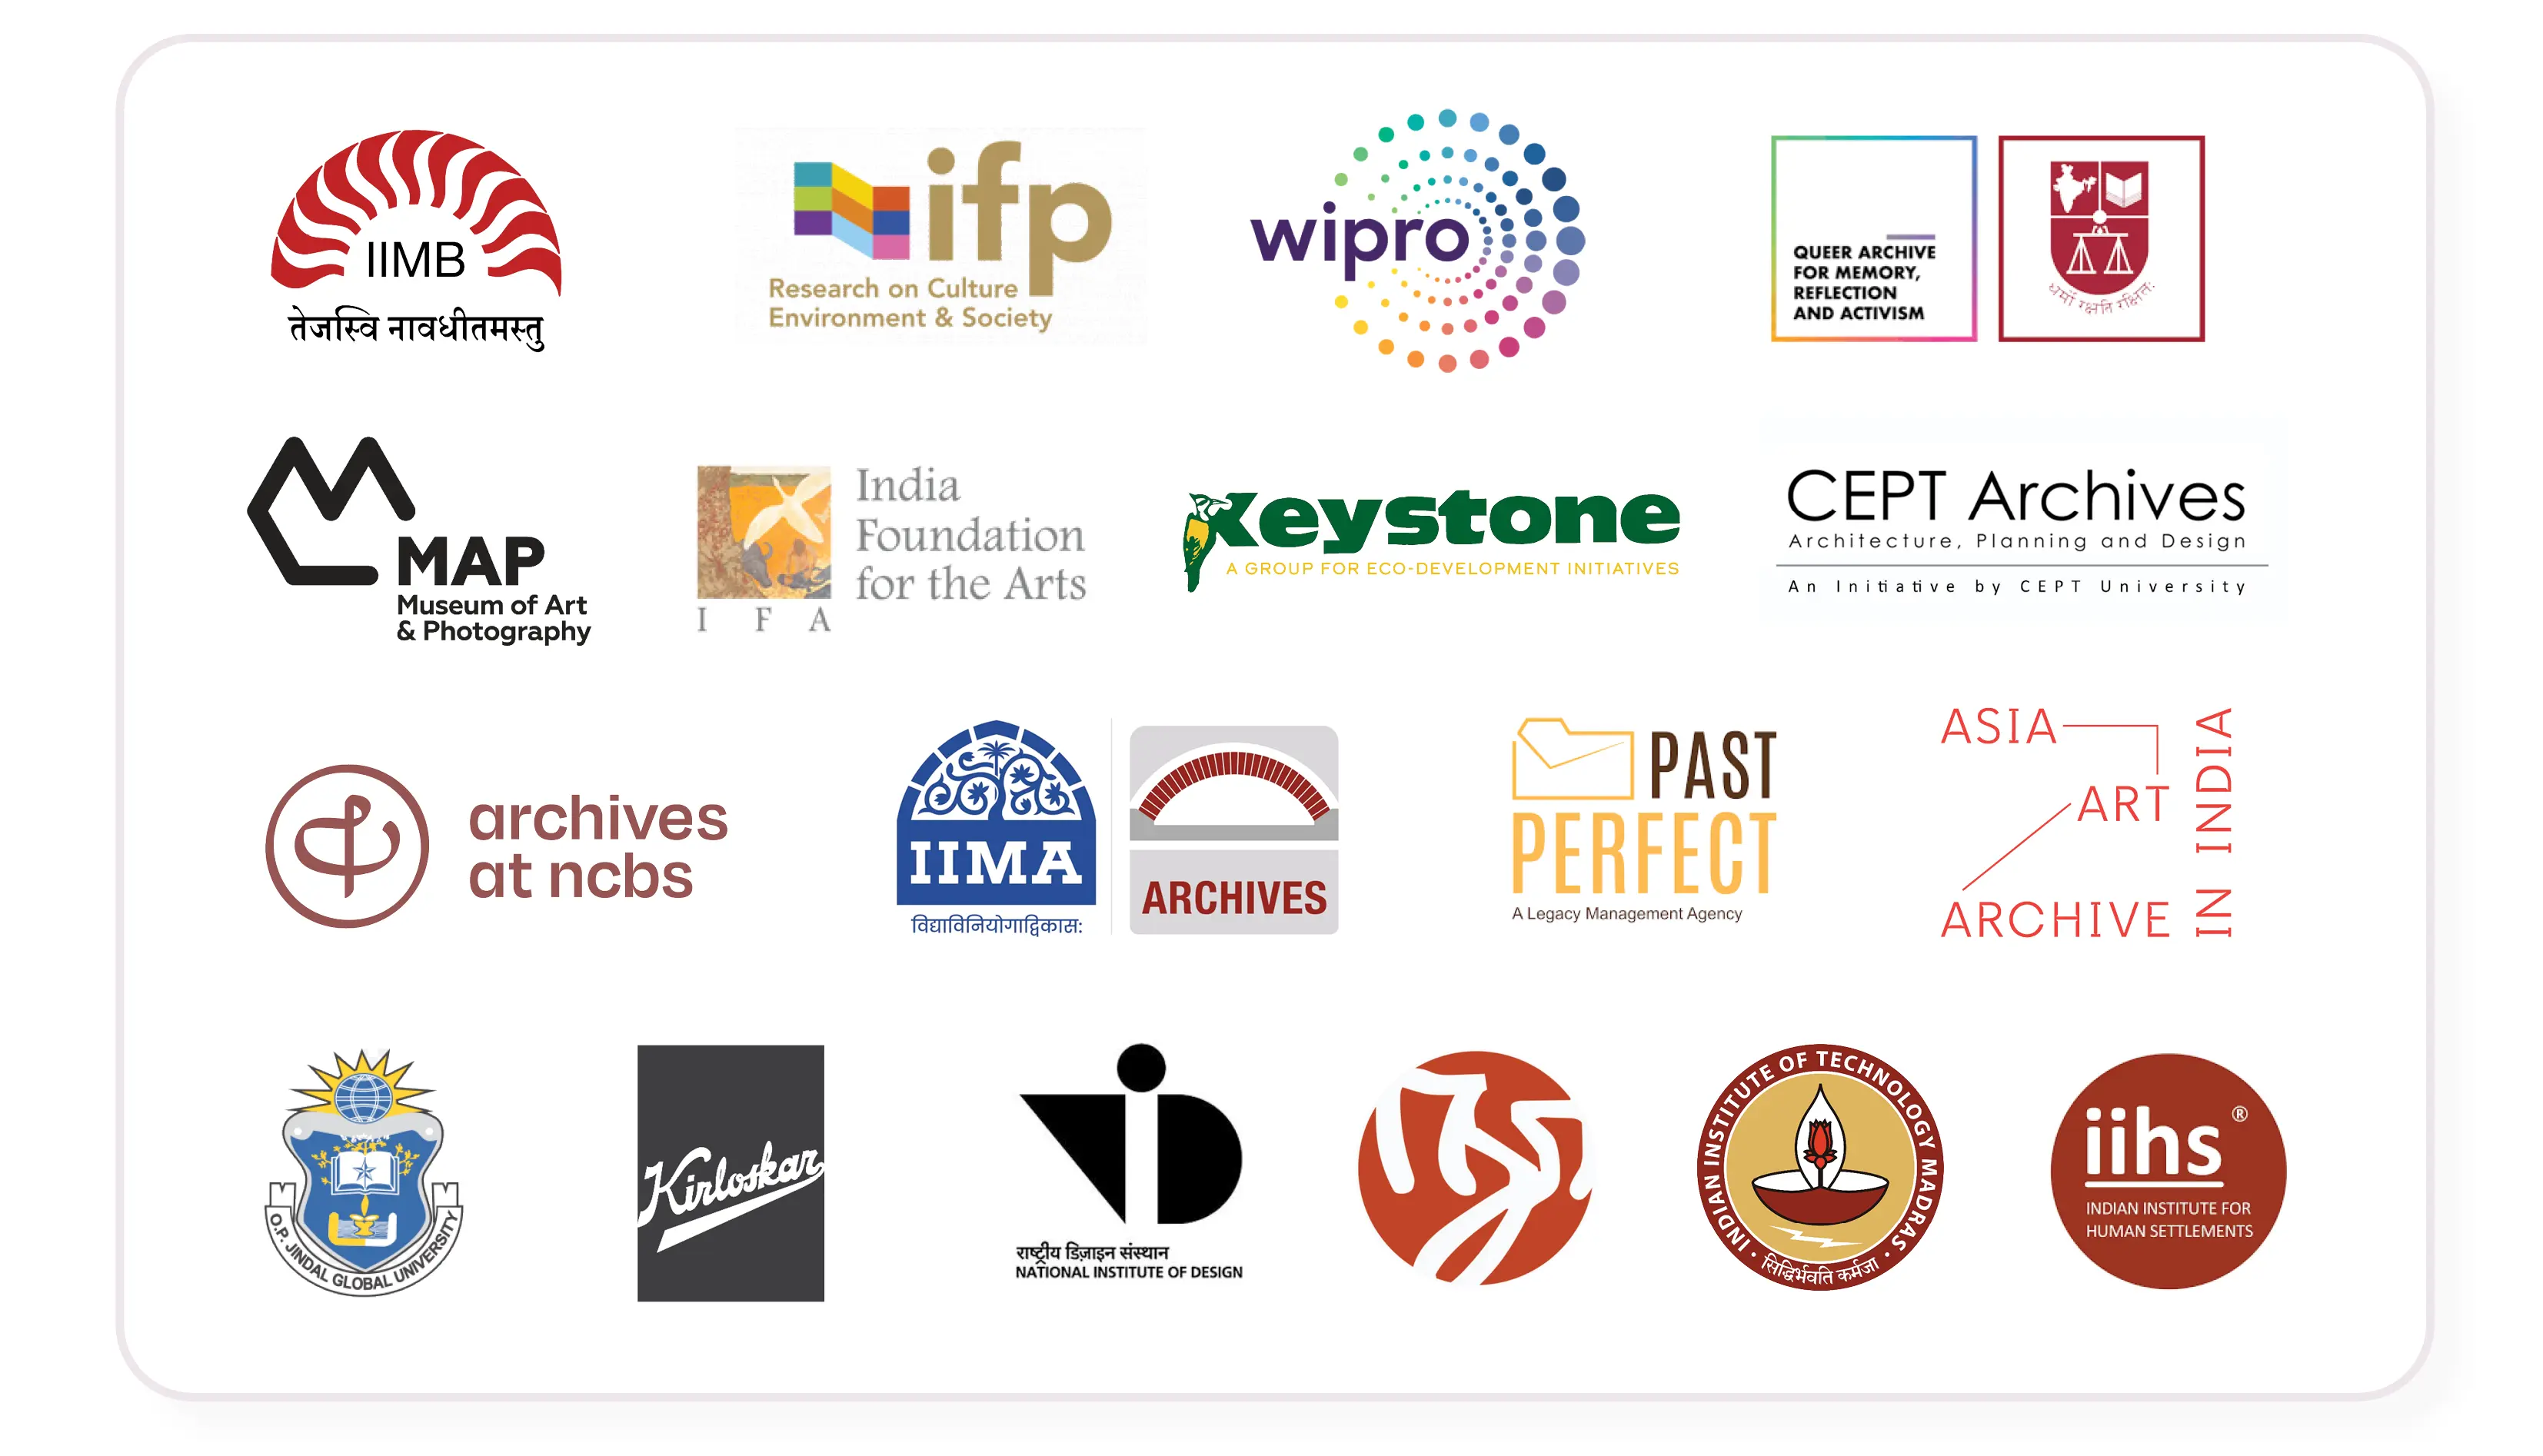 IIMB
तेजस्वि नावधीतमस्तु
ifp
Research on Culture
Environment & Society
wipro
QUEER ARCHIVE
FOR MEMORY,
REFLECTION
AND ACTIVISM
धर्मो रक्षति रक्षितः
MAP
Museum of Art
& Photography
India
Foundation
for the Arts
I F A
Keystone
A GROUP FOR ECO-DEVELOPMENT INITIATIVES
CEPT Archives
Architecture, Planning and Design
An Initiative by CEPT University
archives
at ncbs
IIMA
विद्याविनियोगाद्विकास:
ARCHIVES
PAST
PERFECT
A Legacy Management Agency
ASIA
ART
ARCHIVE
IN INDIA
O.P. JINDAL GLOBAL UNIVERSITY
Kirloskar
राष्ट्रीय डिज़ाइन संस्थान
NATIONAL INSTITUTE OF DESIGN
INDIAN INSTITUTE OF TECHNOLOGY MADRAS
सिद्धिर्भवति कर्मजा
iihs ®
INDIAN INSTITUTE FOR
HUMAN SETTLEMENTS